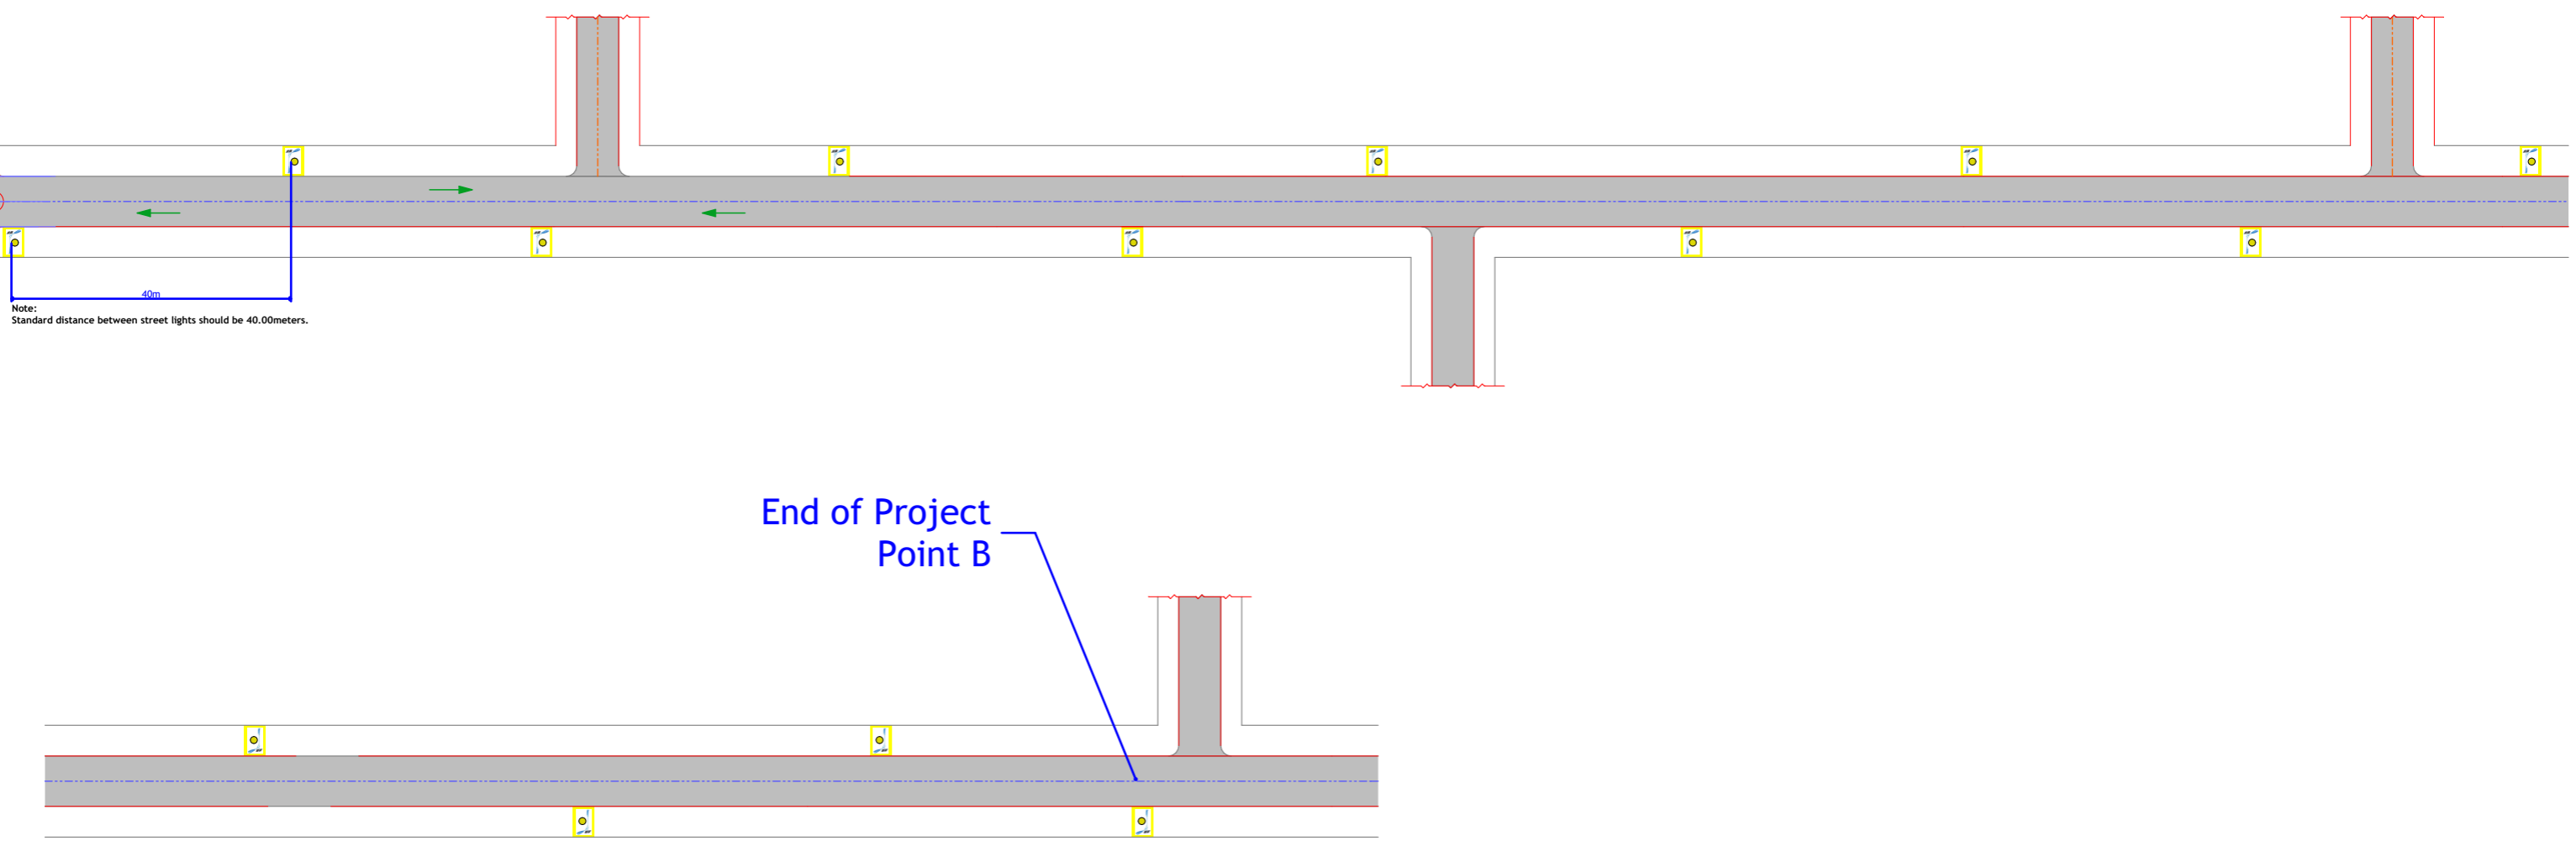 40m
Note:
Standard distance between street lights should be 40.00meters.
End of Project
Point B